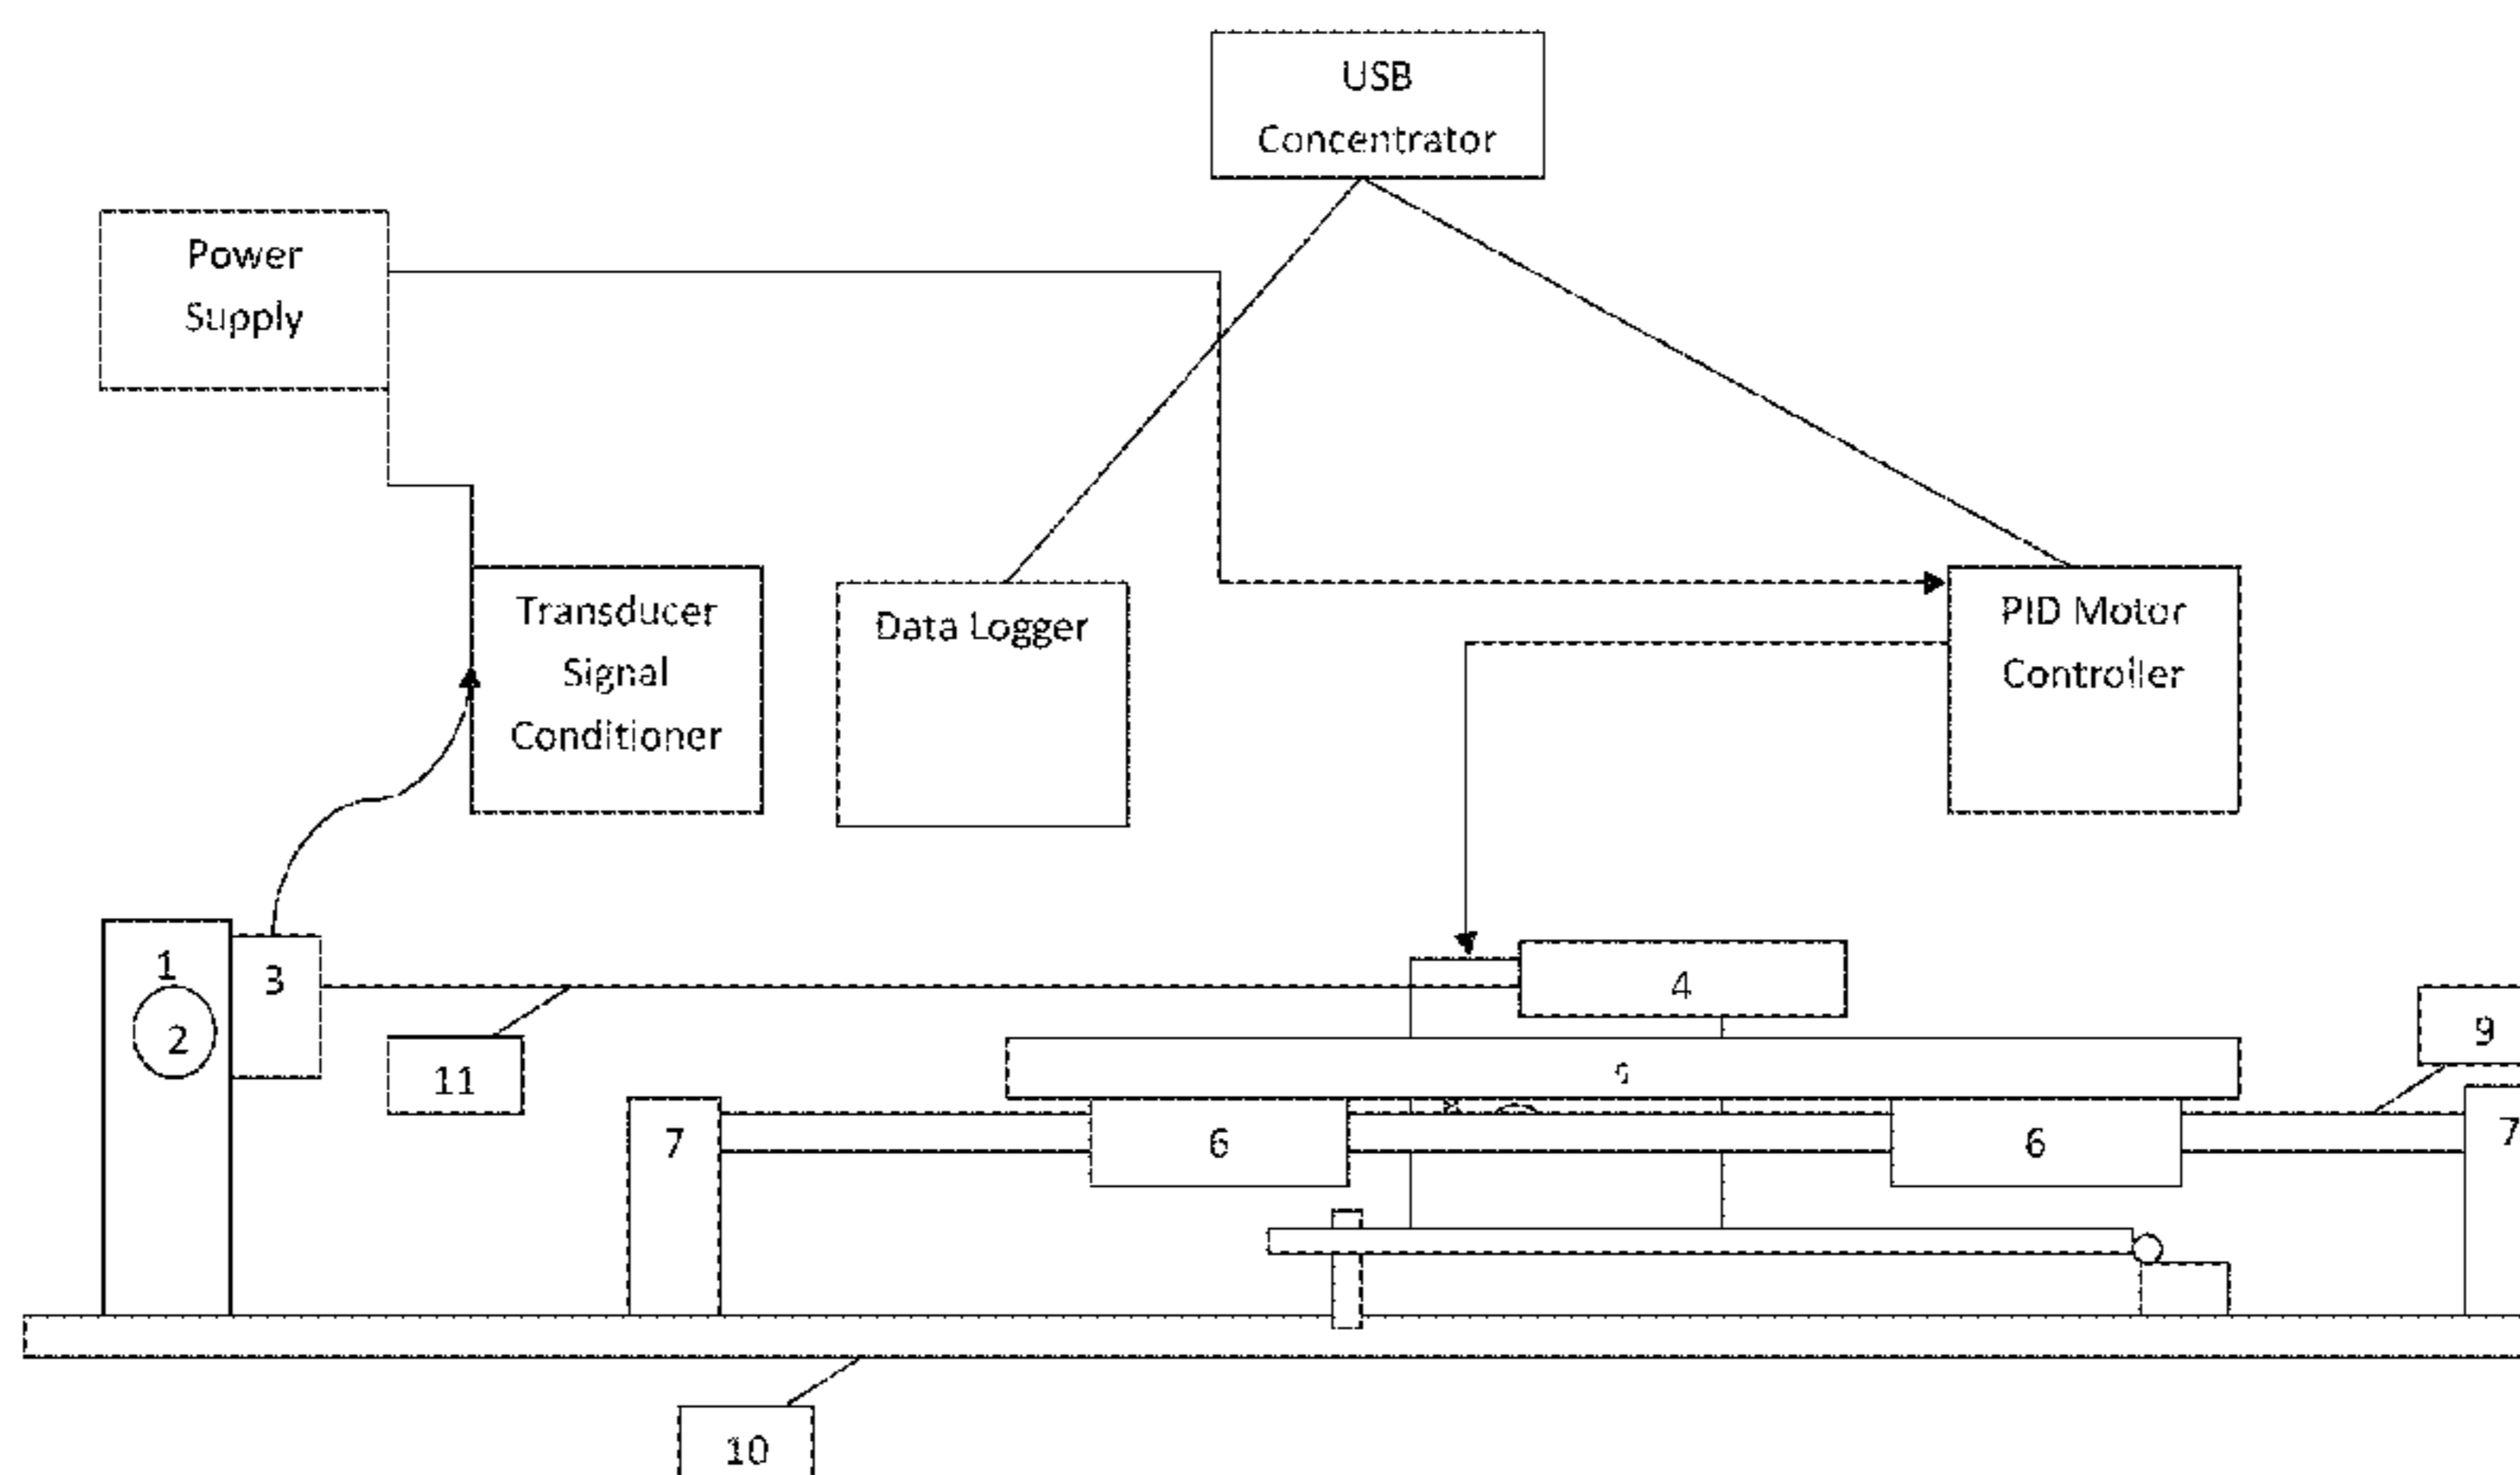 USB
Concentrator
Power
Supply
Transducer
Signal
Conditioner
Data Logger
PID Motor
Controller
1
2
3
4
11
9
7
6
6
7
10